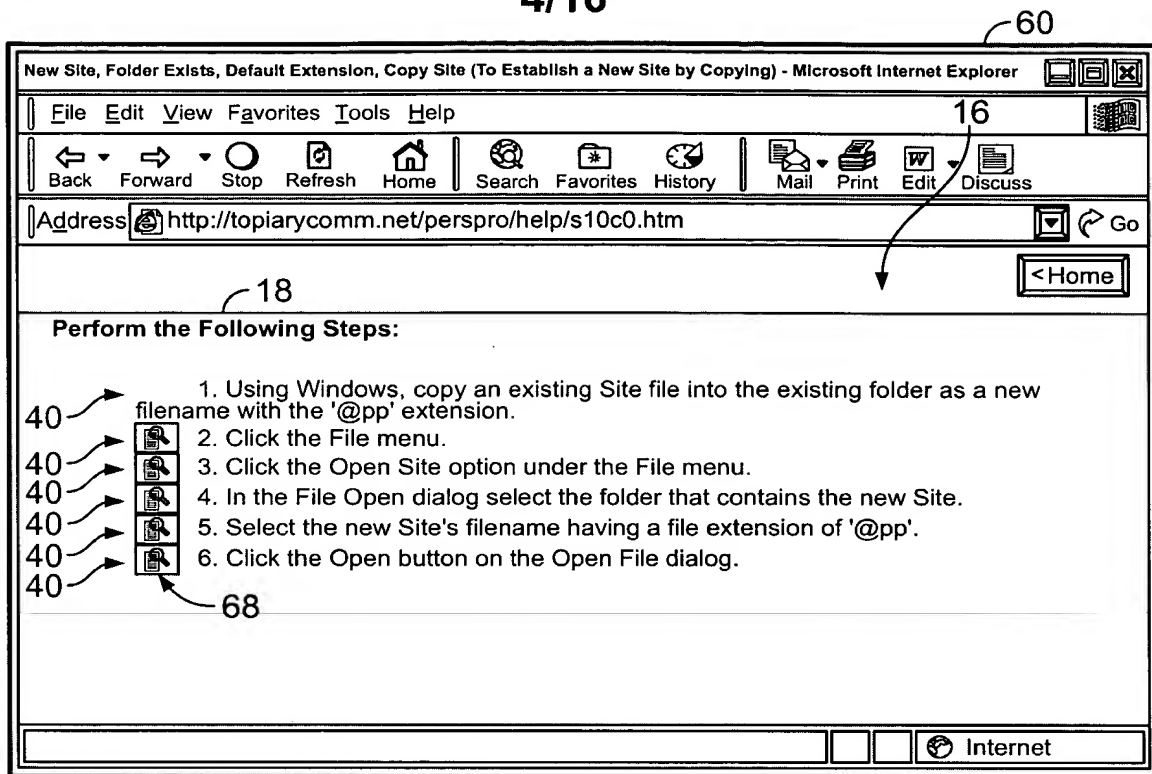 4/16
60
New Site, Folder Exists, Default Extension, Copy Site (To Establish a New Site by Copying) - Microsoft Internet Explorer
File Edit View Favorites Tools Help
16
Back Forward Stop Refresh Home Search Favorites History Mail Print Edit Discuss
Address http://topiarycomm.net/perspro/help/s10c0.htm Go
<Home
18
Perform the Following Steps:
40 1. Using Windows, copy an existing Site file into the existing folder as a new
filename with the '@pp' extension.
40 2. Click the File menu.
40 3. Click the Open Site option under the File menu.
40 4. In the File Open dialog select the folder that contains the new Site.
40 5. Select the new Site's filename having a file extension of '@pp'.
40 6. Click the Open button on the Open File dialog.
68
Internet